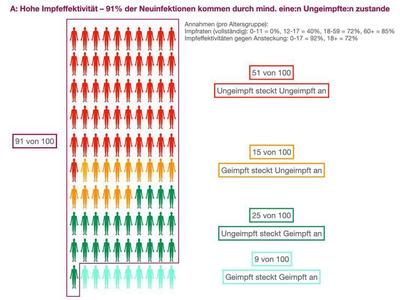 A: Hohe Impfeffektivität – 91% der Neuinfektionen kommen durch mind. eine:n Ungeimpfte:n zustande
Annahmen (pro Altersgruppe):
Impfraten (vollständig): 0-11 = 0%, 12-17 = 40%, 18-59 = 72%, 60+ = 85%
Impfeffektivitäten gegen Ansteckung: 0-17 = 92%, 18+ = 72%
51 von 100
Ungeimpft steckt Ungeimpft an
91 von 100
15 von 100
Geimpft steckt Ungeimpft an
25 von 100
Ungeimpft steckt Geimpft an
9 von 100
Geimpft steckt Geimpft an